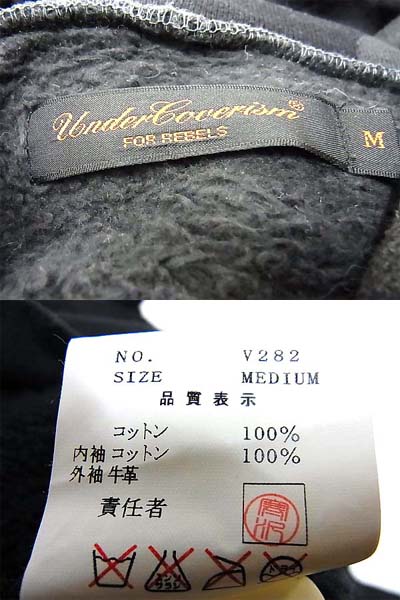 UnderCoverism®
FOR REBELS
M
NO. V282
SIZE MEDIUM
品質表示
コットン 100%
内袖コットン 100%
外袖牛革
責任者